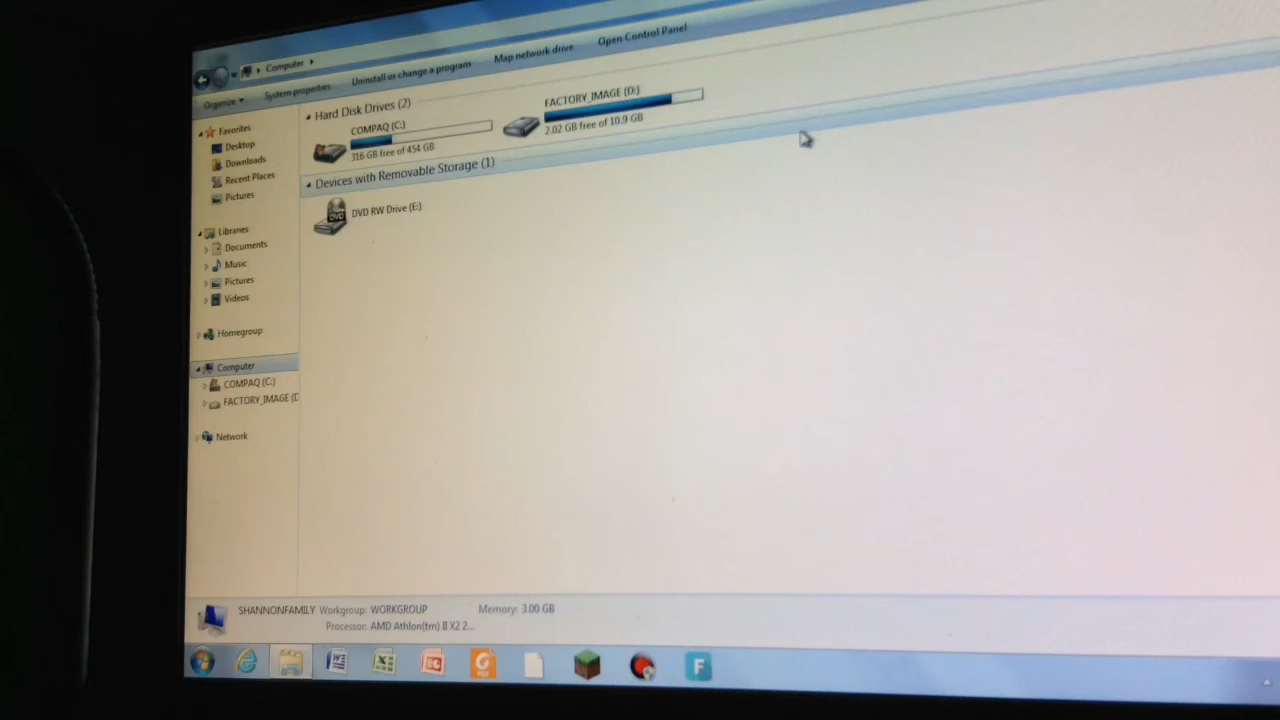 Computer
Organize
System properties
Uninstall or change a program
Map network drive
Open Control Panel
Favorites
Desktop
Downloads
Recent Places
Pictures
Libraries
Documents
Music
Pictures
Videos
Homegroup
Computer
COMPAQ (C:)
FACTORY_IMAGE (D
Network
Hard Disk Drives (2)
COMPAQ (C:)
316 GB free of 454 GB
FACTORY_IMAGE (D:)
2.02 GB free of 10.9 GB
Devices with Removable Storage (1)
DVD
DVD RW Drive (E:)
SHANNONFAMILY Workgroup: WORKGROUP Memory: 3.00 GB
Processor: AMD Athlon(tm) II X2 2...
F